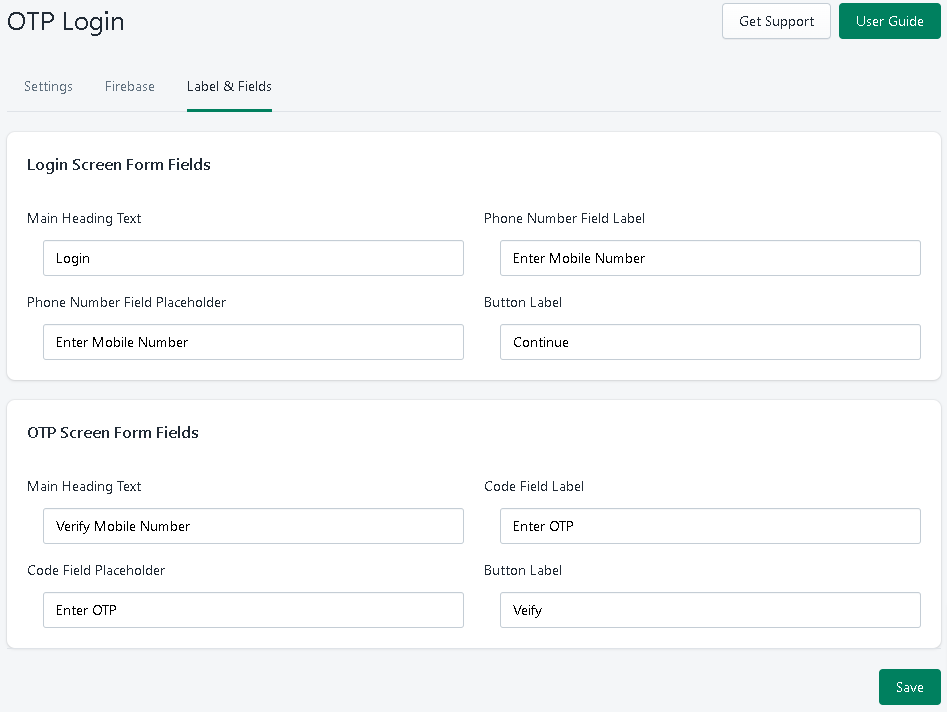 OTP Login
Get Support
User Guide
Settings
Firebase
Label & Fields
Login Screen Form Fields
Main Heading Text
Phone Number Field Label
Login
Enter Mobile Number
Phone Number Field Placeholder
Button Label
Enter Mobile Number
Continue
OTP Screen Form Fields
Main Heading Text
Code Field Label
Verify Mobile Number
Enter OTP
Code Field Placeholder
Button Label
Enter OTP
Veify
Save